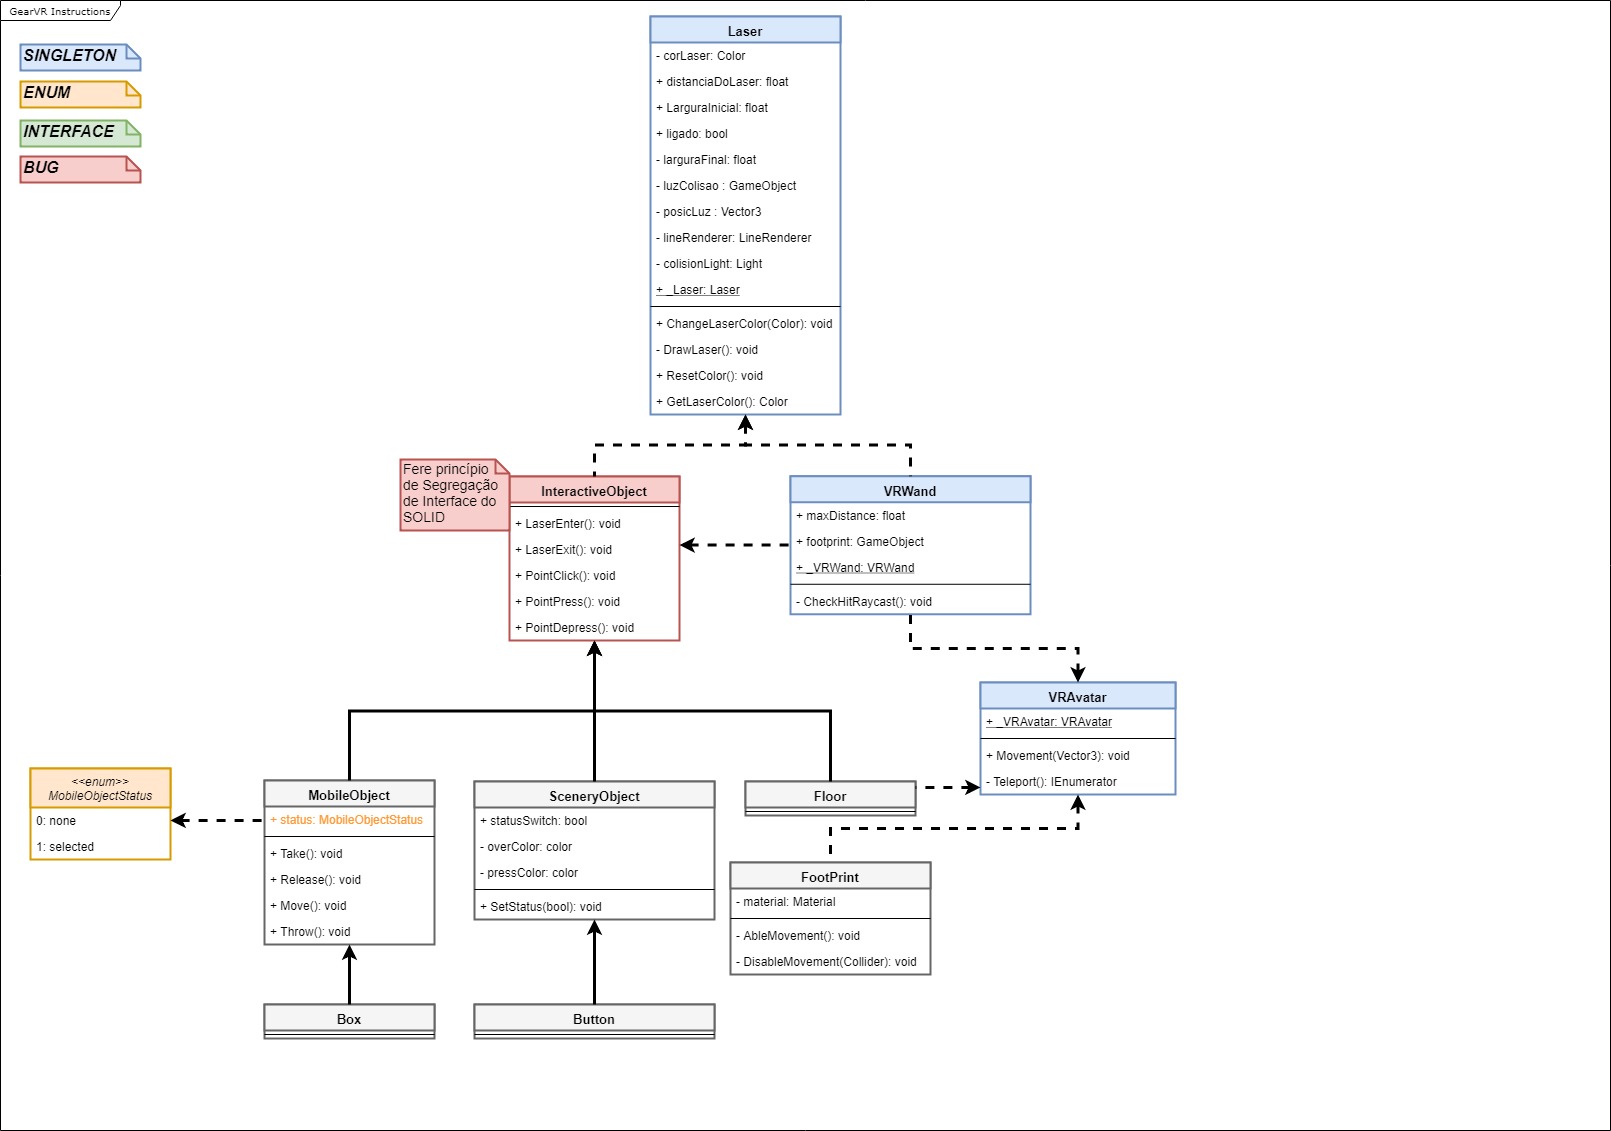 GearVR Instructions
SINGLETON
ENUM
INTERFACE
BUG
Laser
- corLaser: Color
+ distanciaDoLaser: float
+ LarguraInicial: float
+ ligado: bool
- larguraFinal: float
- luzColisao : GameObject
- posicLuz : Vector3
- lineRenderer: LineRenderer
- colisionLight: Light
+ _Laser: Laser
+ ChangeLaserColor(Color): void
- DrawLaser(): void
+ ResetColor(): void
+ GetLaserColor(): Color
Fere princípio
de Segregação
de Interface do
SOLID
InteractiveObject
+ LaserEnter(): void
+ LaserExit(): void
+ PointClick(): void
+ PointPress(): void
+ PointDepress(): void
VRWand
+ maxDistance: float
+ footprint: GameObject
+ _VRWand: VRWand
- CheckHitRaycast(): void
VRAvatar
+ _VRAvatar: VRAvatar
+ Movement(Vector3): void
- Teleport(): IEnumerator
<<enum>>
MobileObjectStatus
0: none
1: selected
MobileObject
+ status: MobileObjectStatus
+ Take(): void
+ Release(): void
+ Move(): void
+ Throw(): void
SceneryObject
+ statusSwitch: bool
- overColor: color
- pressColor: color
+ SetStatus(bool): void
Floor
FootPrint
- material: Material
- AbleMovement(): void
- DisableMovement(Collider): void
Box
Button